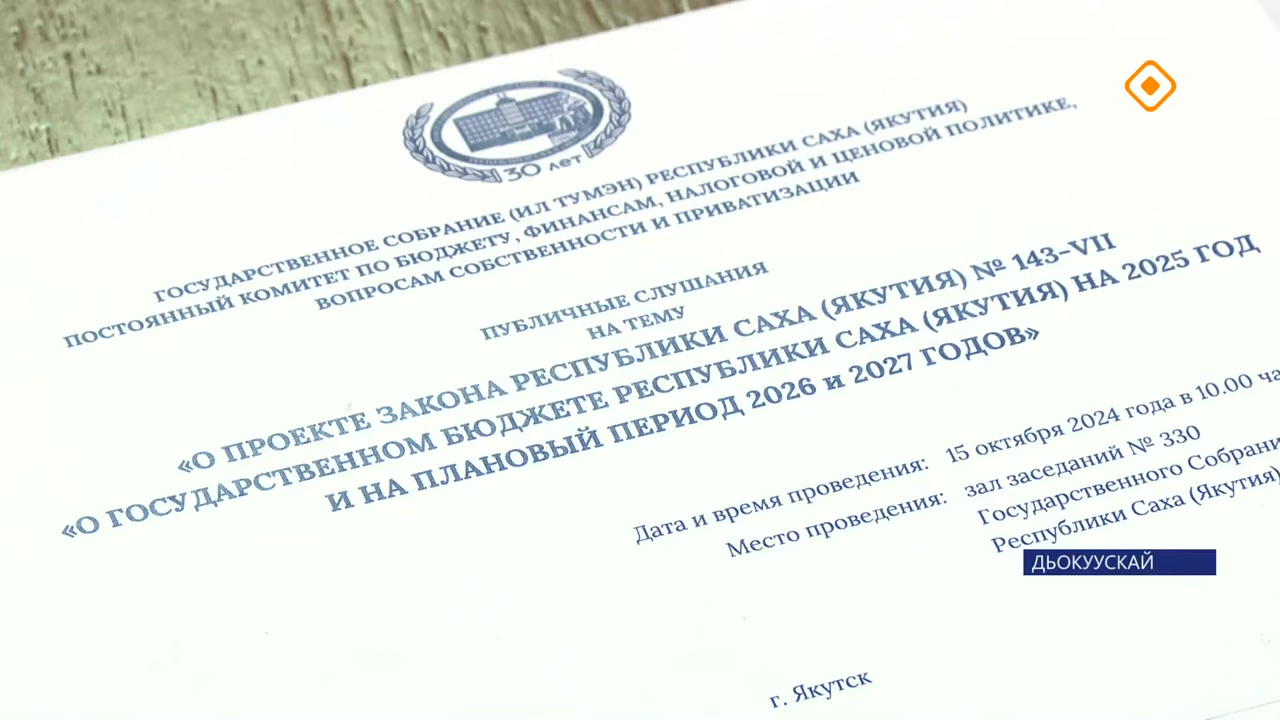 30 лет
ГОСУДАРСТВЕННОЕ СОБРАНИЕ (ИЛ ТУМЭН) РЕСПУБЛИКИ САХА (ЯКУТИЯ)
ПОСТОЯННЫЙ КОМИТЕТ ПО БЮДЖЕТУ, ФИНАНСАМ, НАЛОГОВОЙ И ЦЕНОВОЙ ПОЛИТИКЕ,
ВОПРОСАМ СОБСТВЕННОСТИ И ПРИВАТИЗАЦИИ
ПУБЛИЧНЫЕ СЛУШАНИЯ
НА ТЕМУ
«О ПРОЕКТЕ ЗАКОНА РЕСПУБЛИКИ САХА (ЯКУТИЯ) № 143-VII
«О ГОСУДАРСТВЕННОМ БЮДЖЕТЕ РЕСПУБЛИКИ САХА (ЯКУТИЯ) НА 2025 ГОД
И НА ПЛАНОВЫЙ ПЕРИОД 2026 и 2027 ГОДОВ»
Дата и время проведения: 15 октября 2024 года в 10.00 ча
Место проведения: зал заседаний № 330
Государственного Собрани
Республики Саха (Якутия)
ДЬОКУУСКАЙ
г. Якутск